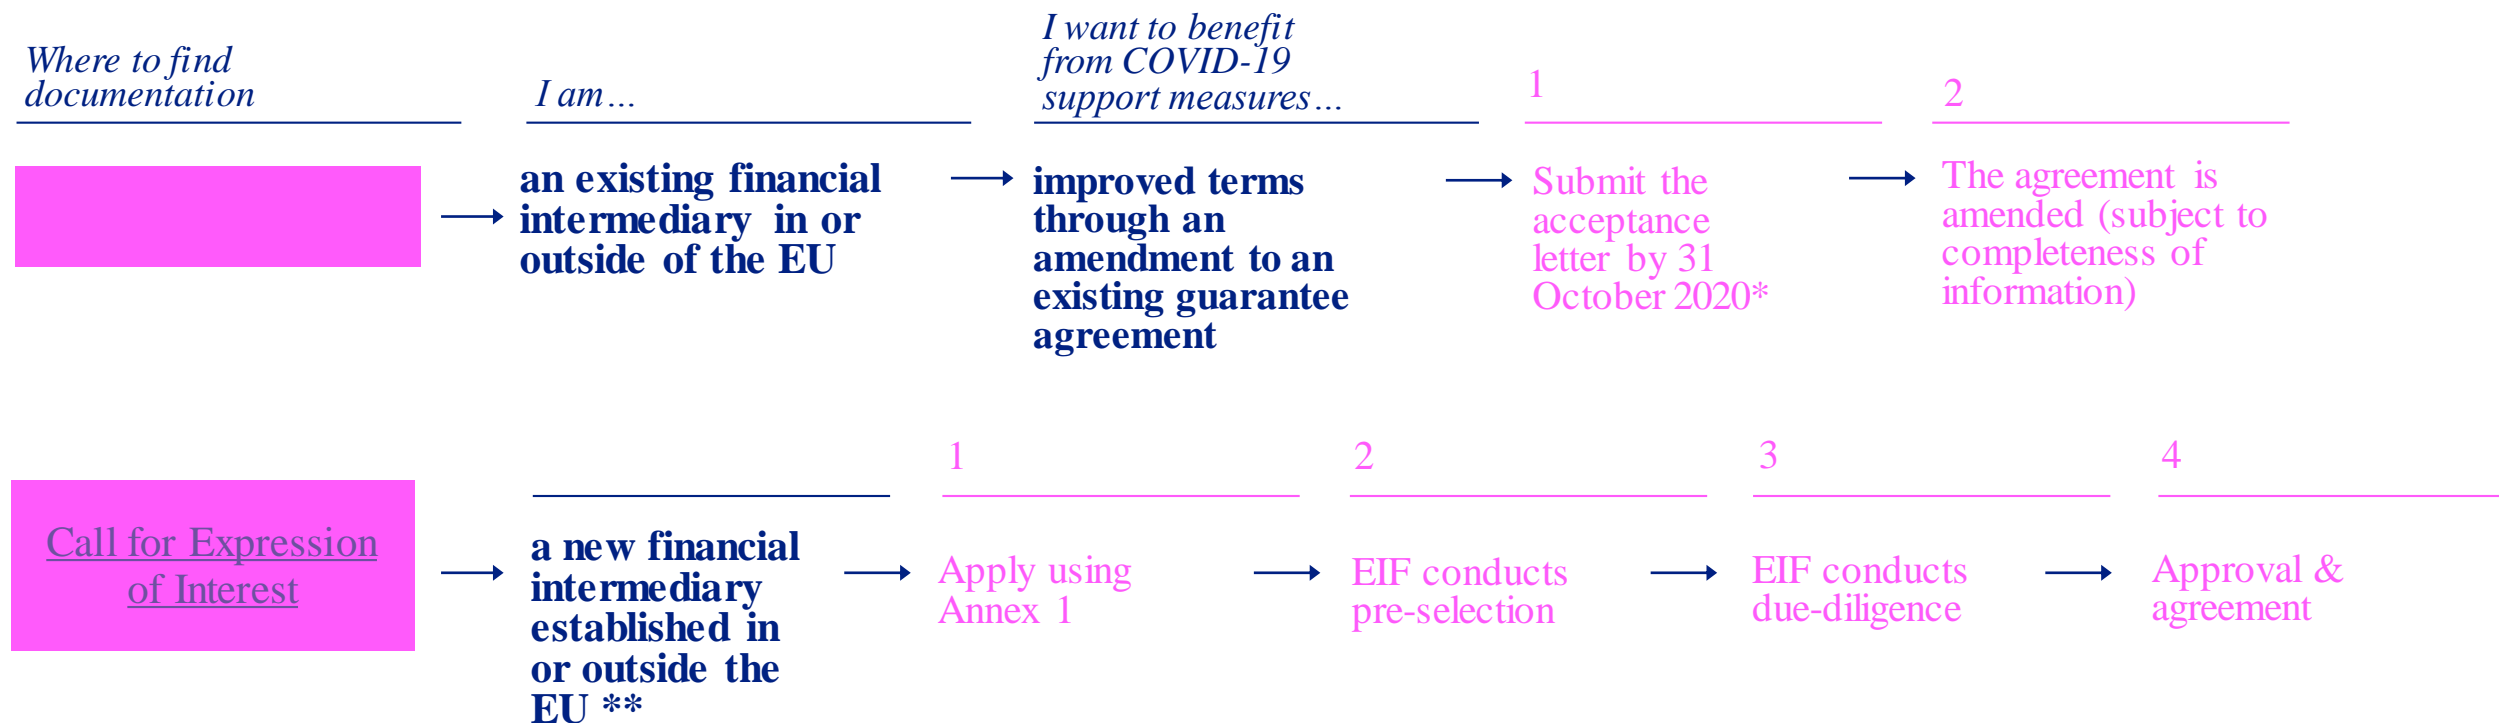 Where to find
documentation
I am…
I want to benefit
from COVID-19
support measures…
1
2
an existing financial
intermediary in or
outside of the EU
improved terms
through an
amendment to an
existing guarantee
agreement
Submit the
acceptance
letter by 31
October 2020*
The agreement is
amended (subject to
completeness of
information)
1
2
3
4
Call for Expression
of Interest
a new financial
intermediary
established in
or outside the
EU **
Apply using
Annex 1
EIF conducts
pre-selection
EIF conducts
due-diligence
Approval &
agreement